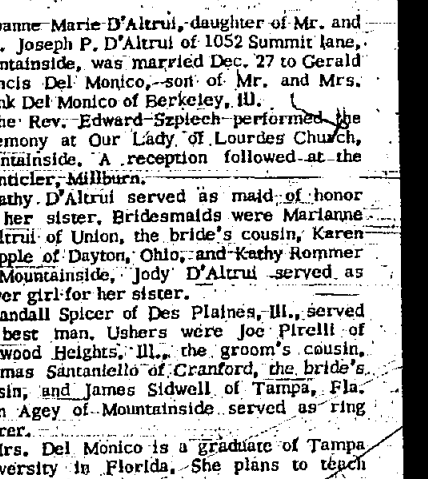 anne Marie D'Altrui, daughter of Mr. and
. Joseph P. D'Altrui of 1052 Summit lane,
ntainside, was married Dec. 27 to Gerald
ncis Del Monico, son of Mr. and Mrs.
nk Del Monico of Berkeley, Ill.
he Rev. Edward Szpiech performed the
emony at Our Lady of Lourdes Church,
ntainside. A reception followed at the
nticler, Millburn.
athy D'Altrui served as maid of honor
her sister. Bridesmaids were Marianne
ltrui of Union, the bride's cousin, Karen
pple of Dayton, Ohio, and Kathy Rommer
Mountainside, Jody D'Altrui served as
er girl for her sister.
andall Spicer of Des Plaines, Ill., served
best man. Ushers were Joe Pirelli of
wood Heights, Ill., the groom's cousin,
mas Santaniello of Cranford, the bride's
sin, and James Sidwell of Tampa, Fla.
n Agey of Mountainside served as ring
rer.
rs. Del Monico is a graduate of Tampa
versity in Florida. She plans to teach